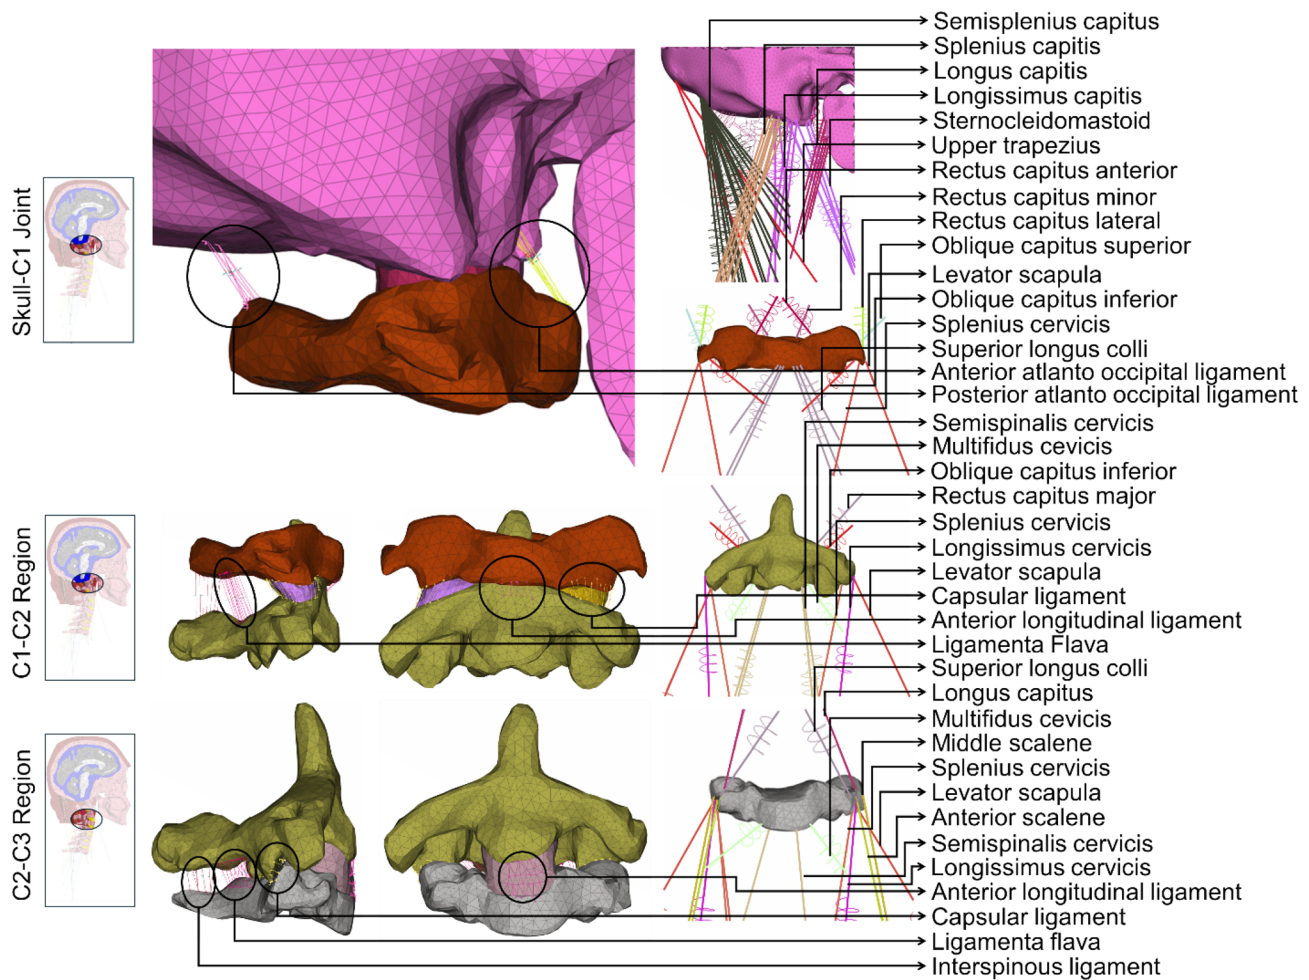 Semisplenius capitus
Splenius capitis
Longus capitis
Longissimus capitis
Sternocleidomastoid
Upper trapezius
Rectus capitus anterior
Rectus capitus minor
Rectus capitus lateral
Oblique capitus superior
Levator scapula
Oblique capitus inferior
Splenius cervicis
Superior longus colli
Anterior atlanto occipital ligament
Posterior atlanto occipital ligament
Semispinalis cervicis
Multifidus cevicis
Oblique capitus inferior
Rectus capitus major
Splenius cervicis
Longissimus cervicis
Levator scapula
Capsular ligament
Anterior longitudinal ligament
Ligamenta Flava
Superior longus colli
Longus capitus
Multifidus cevicis
Middle scalene
Splenius cervicis
Levator scapula
Anterior scalene
Semispinalis cervicis
Longissimus cervicis
Anterior longitudinal ligament
Capsular ligament
Ligamenta flava
Interspinous ligament
Skull-C1 Joint
C1-C2 Region
C2-C3 Region